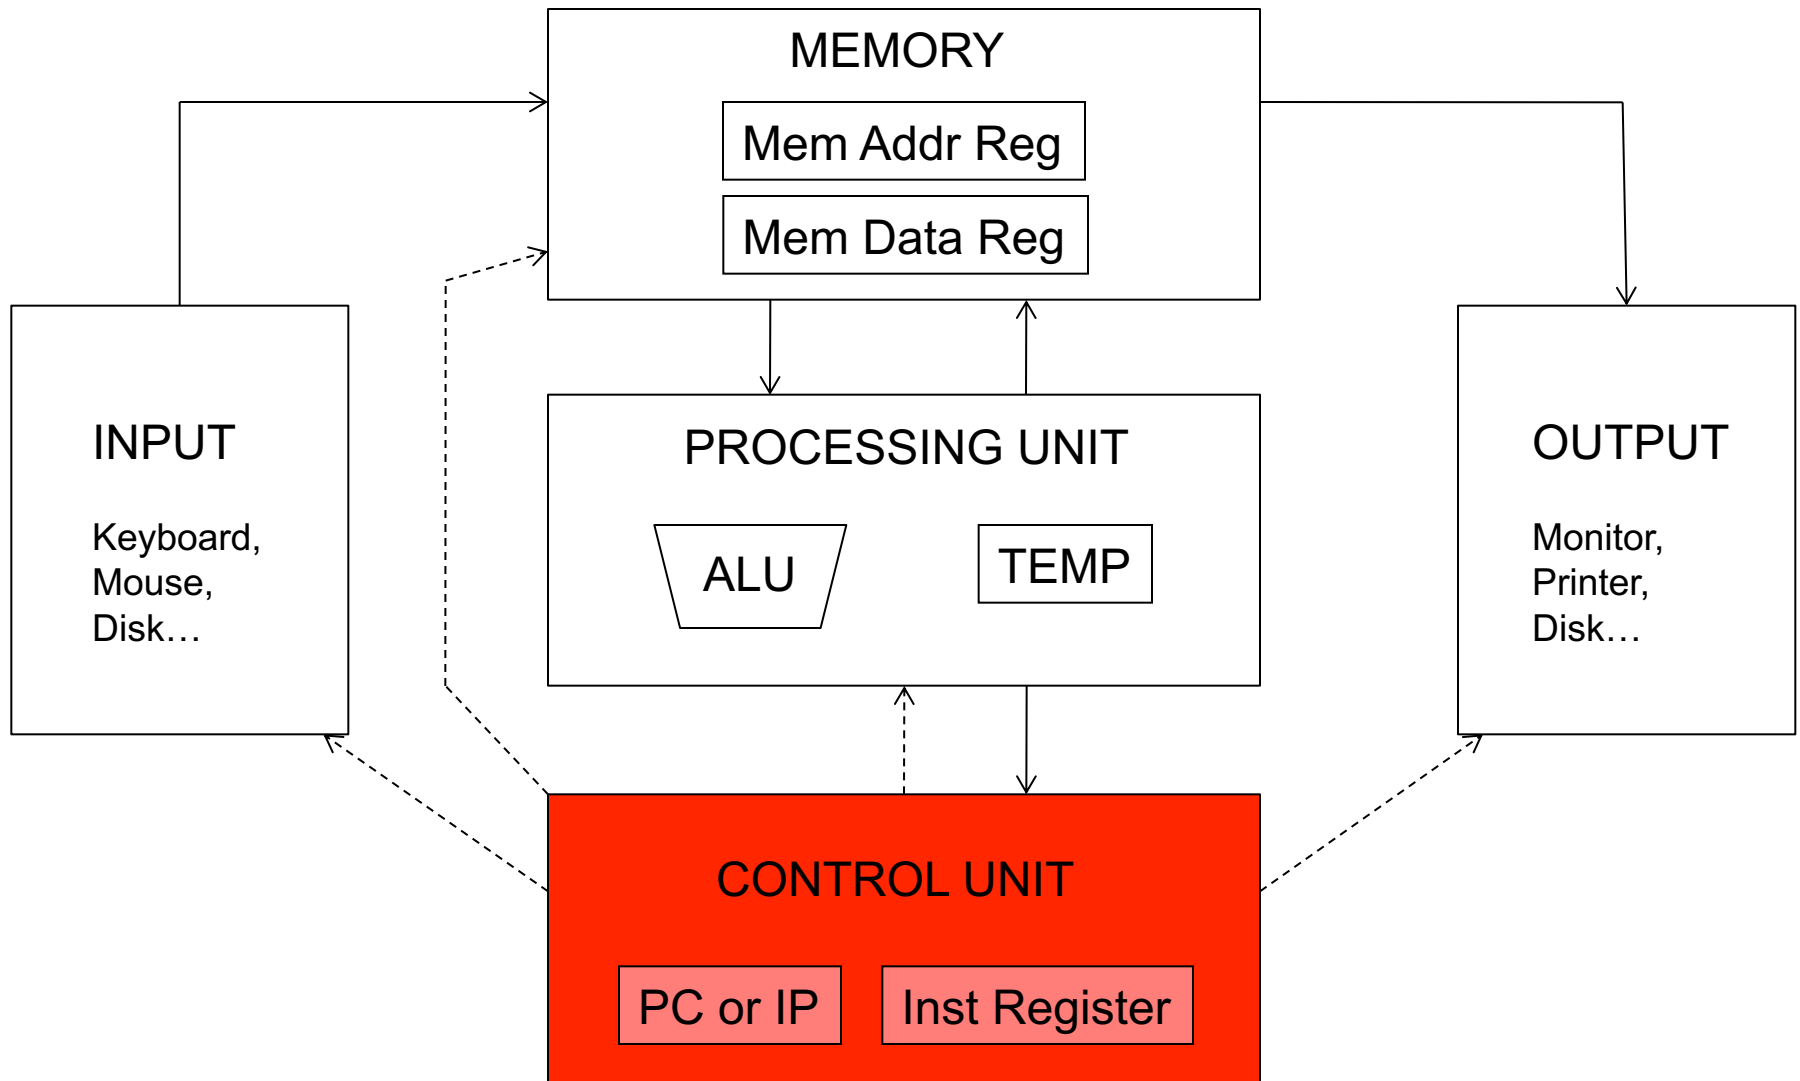 MEMORY
Mem Addr Reg
Mem Data Reg
INPUT
Keyboard,
Mouse,
Disk…
PROCESSING UNIT
ALU
TEMP
OUTPUT
Monitor,
Printer,
Disk…
CONTROL UNIT
PC or IP
Inst Register